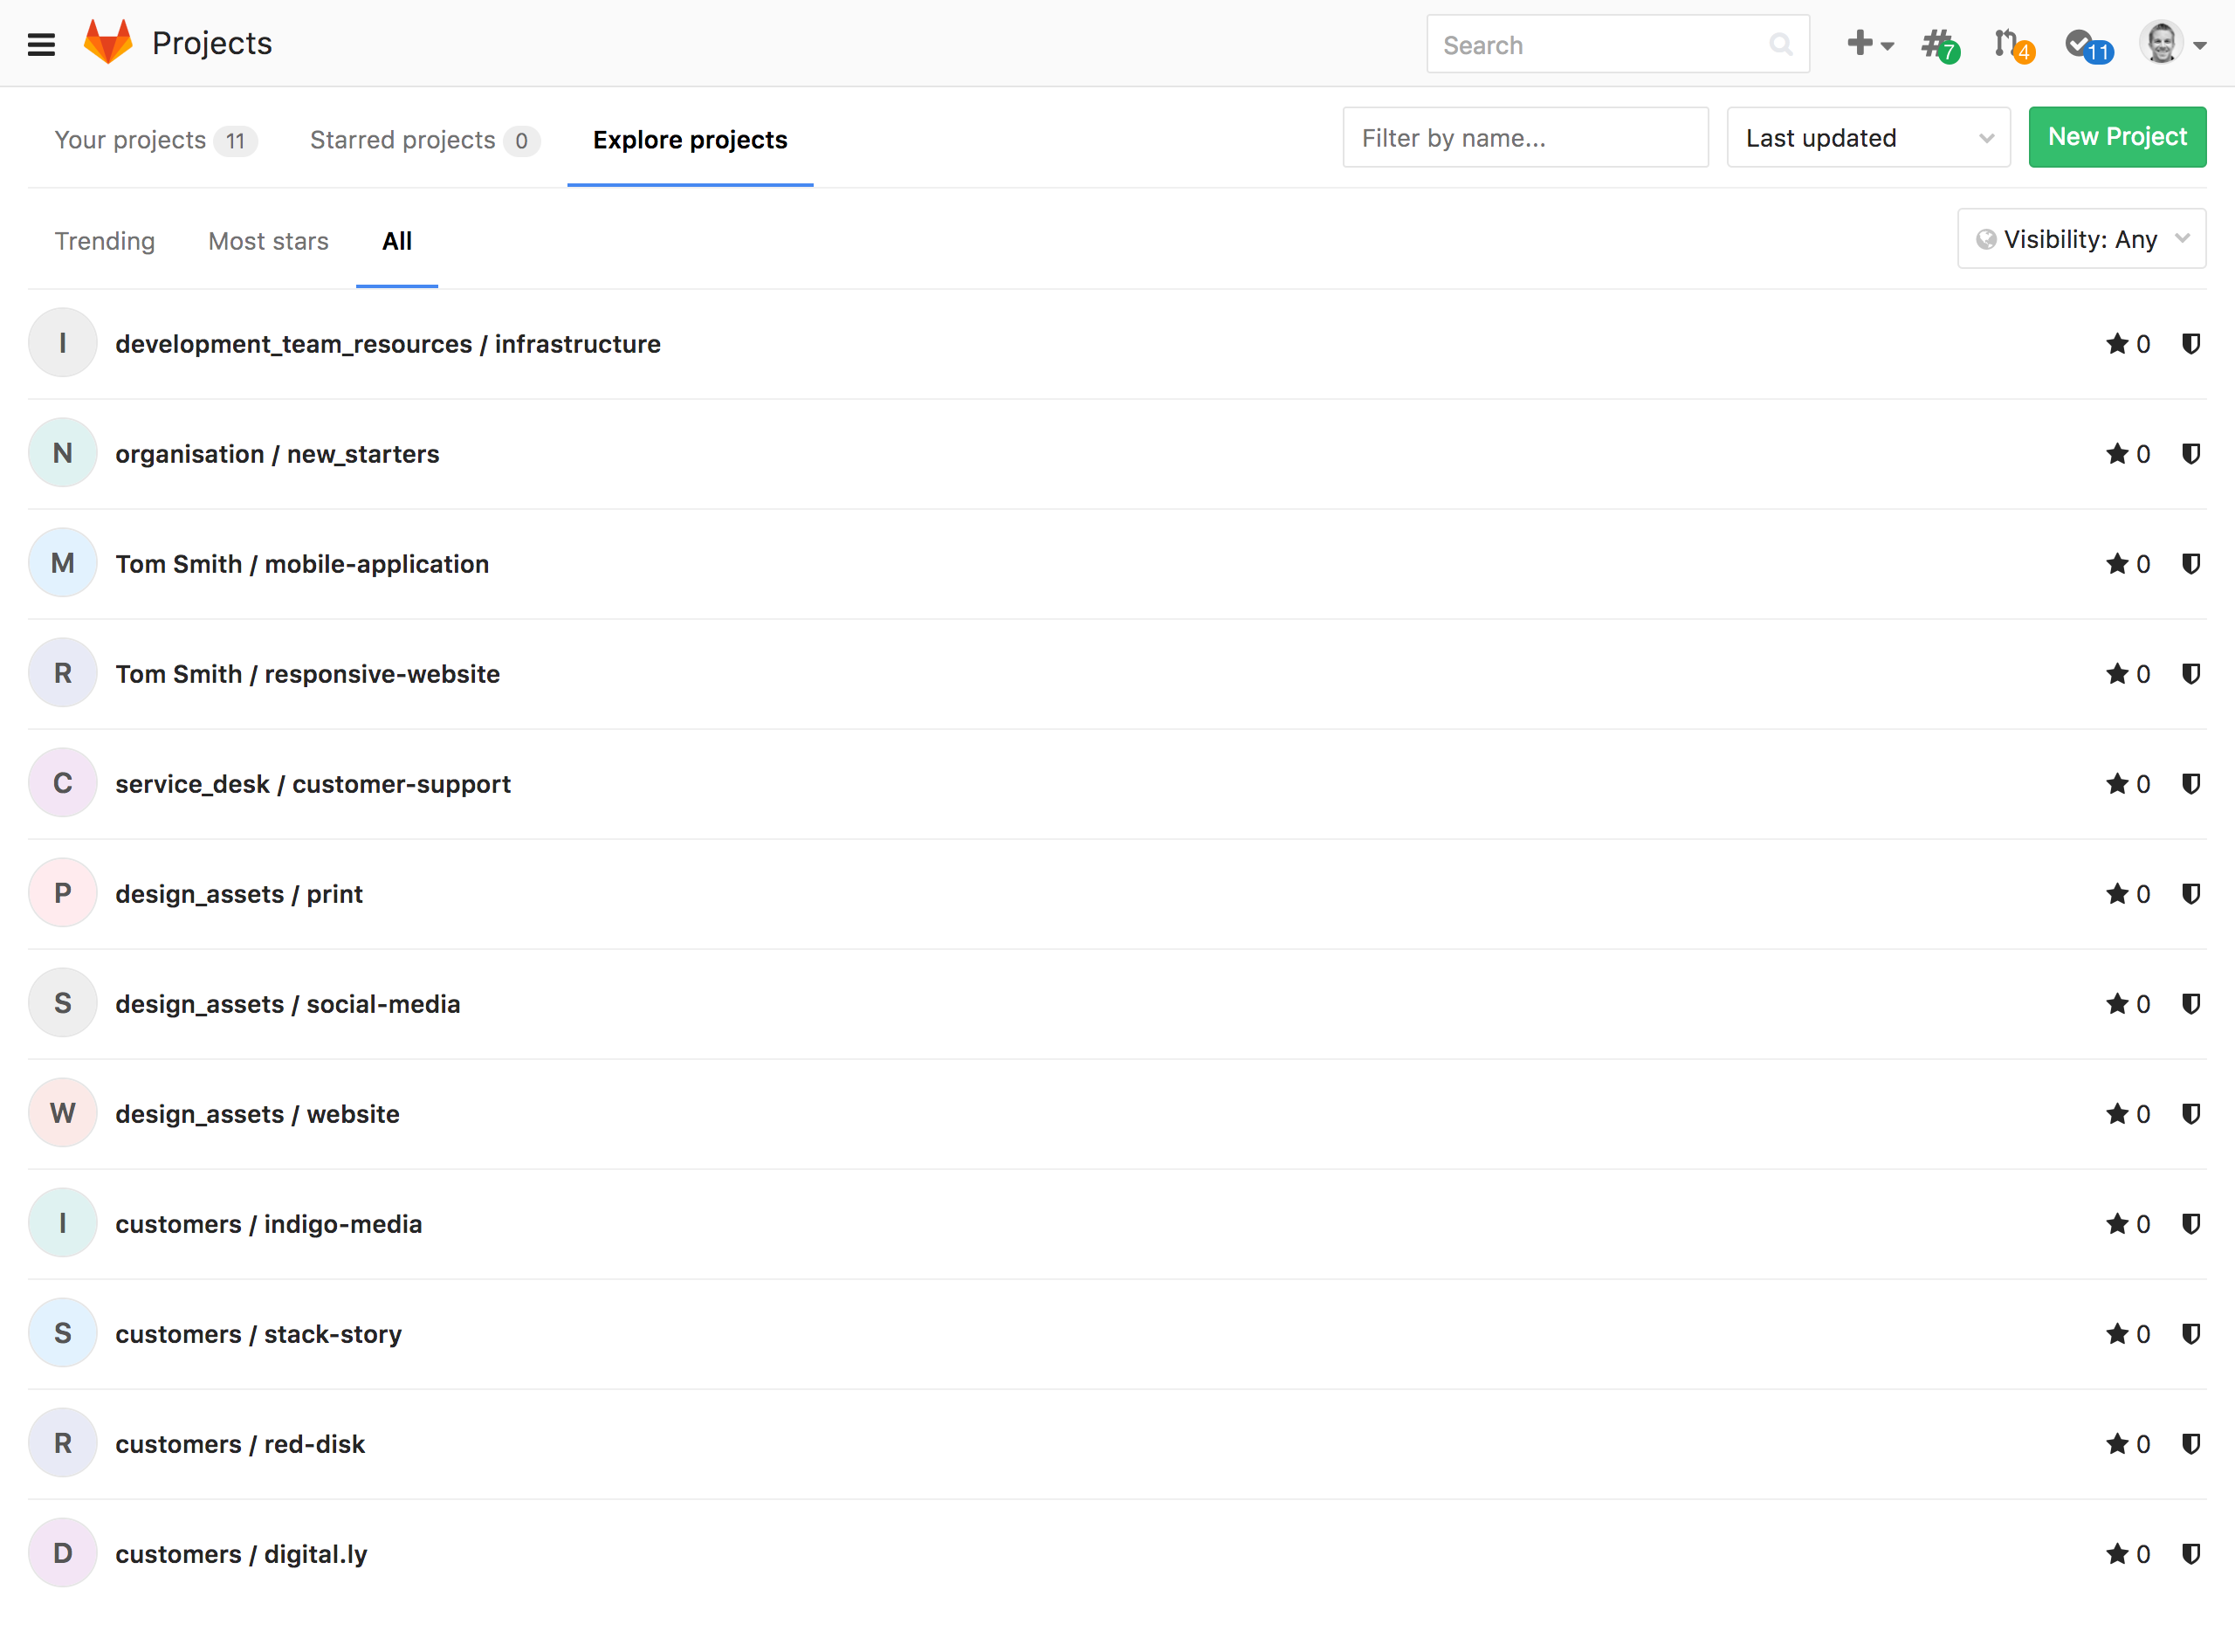 Projects Search 7 4 11
Your projects 11 Starred projects 0 Explore projects Filter by name... Last updated New Project
Trending Most stars All Visibility: Any
I development_team_resources / infrastructure 0
N organisation / new_starters 0
M Tom Smith / mobile-application 0
R Tom Smith / responsive-website 0
C service_desk / customer-support 0
P design_assets / print 0
S design_assets / social-media 0
W design_assets / website 0
I customers / indigo-media 0
S customers / stack-story 0
R customers / red-disk 0
D customers / digital.ly 0